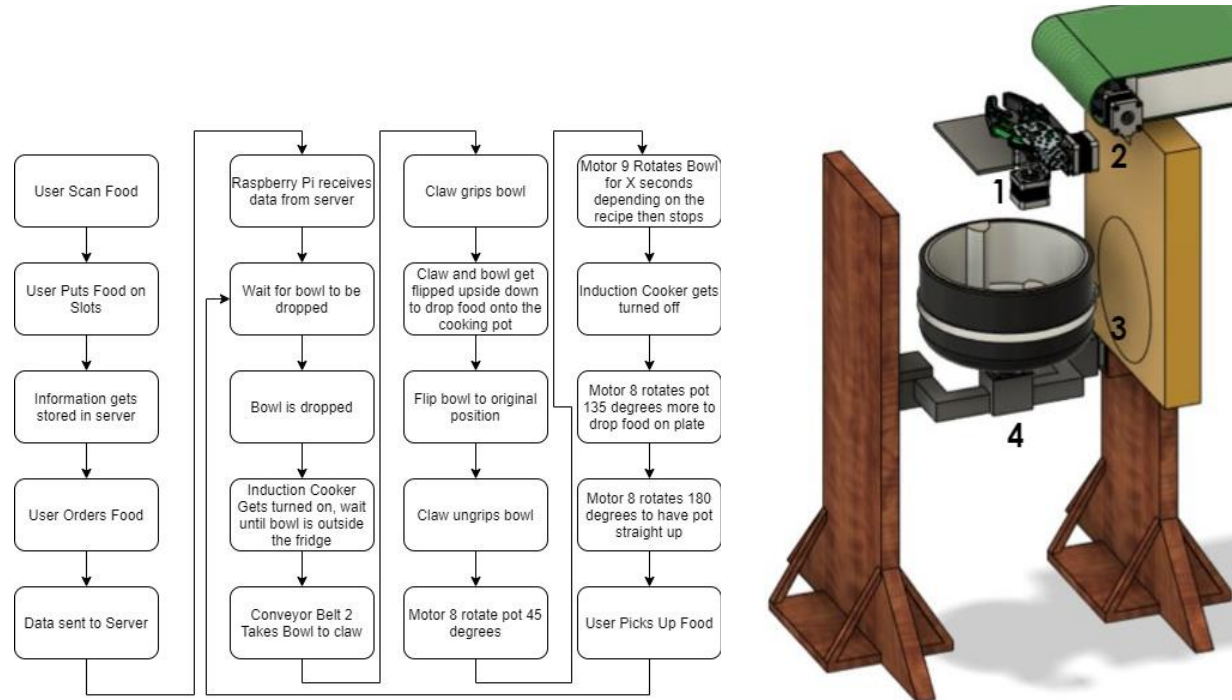 User Scan Food
User Puts Food on
Slots
Information gets
stored in server
User Orders Food
Data sent to Server
Raspberry Pi receives
data from server
Wait for bowl to be
dropped
Bowl is dropped
Induction Cooker
Gets turned on, wait
until bowl is outside
the fridge
Conveyor Belt 2
Takes Bowl to claw
Claw grips bowl
Claw and bowl get
flipped upside down
to drop food onto the
cooking pot
Flip bowl to original
position
Claw ungrips bowl
Motor 8 rotate pot 45
degrees
Motor 9 Rotates Bowl
for X seconds
depending on the
recipe then stops
Induction Cooker gets
turned off
Motor 8 rotates pot
135 degrees more to
drop food on plate
Motor 8 rotates 180
degrees to have pot
straight up
User Picks Up Food
1
2
3
4